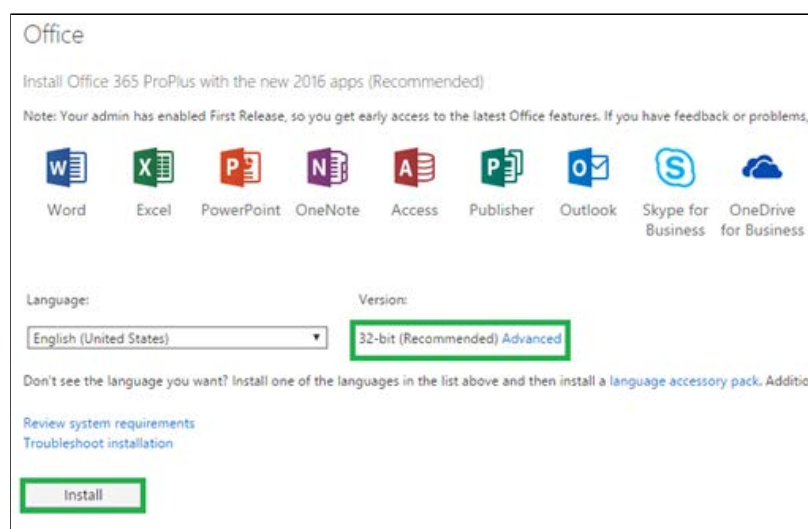 Office
Install Office 365 ProPlus with the new 2016 apps (Recommended)
Note: Your admin has enabled First Release, so you get early access to the latest Office features. If you have feedback or problems,
W X P N A P O S
Word Excel PowerPoint OneNote Access Publisher Outlook Skype for Business OneDrive for Business
Language: Version:
English (United States) 32-bit (Recommended) Advanced
Don't see the language you want? Install one of the languages in the list above and then install a language accessory pack. Additio
Review system requirements
Troubleshoot installation
Install